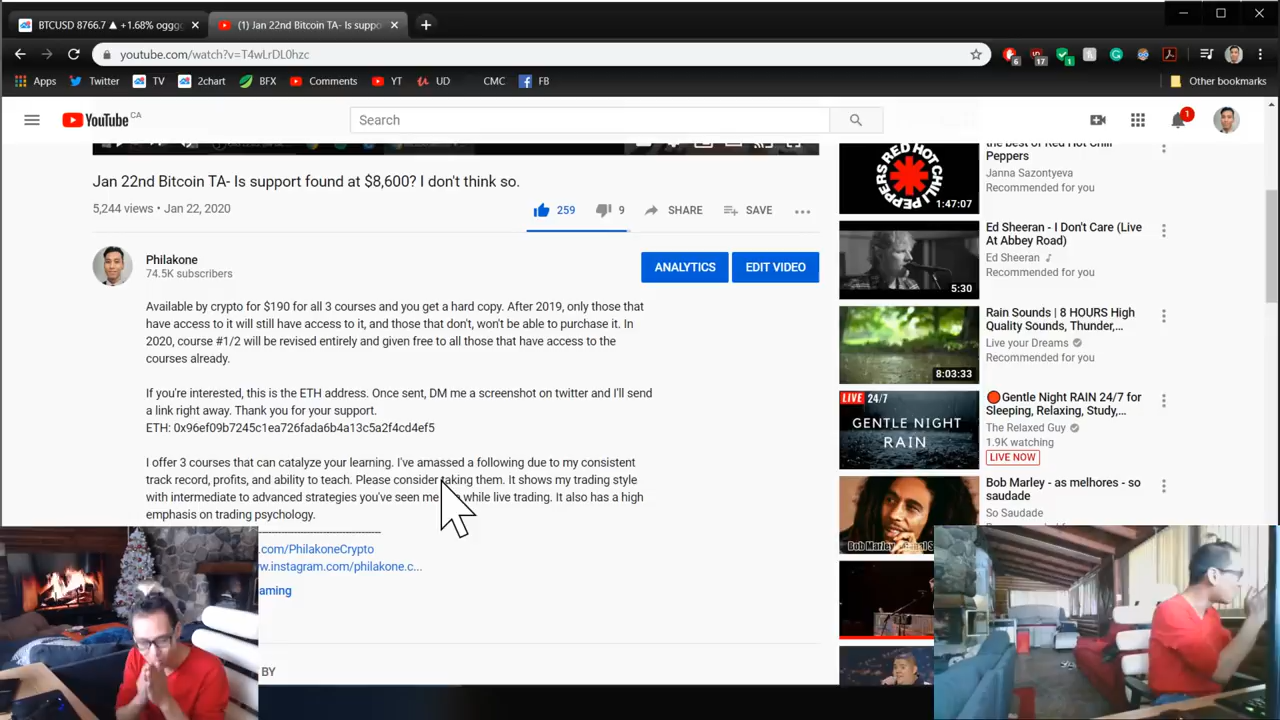 BTCUSD 8766.7 ▲ +1.68% ogggg
(1) Jan 22nd Bitcoin TA- Is suppo
youtube.com/watch?v=T4wLrDL0hzc
6
17
1
Apps
Twitter
TV
2chart
BFX
Comments
YT
UD
CMC
FB
Other bookmarks
YouTube CA
Search
1
Jan 22nd Bitcoin TA- Is support found at $8,600? I don't think so.
5,244 views • Jan 22, 2020
259
9
SHARE
SAVE
Philakone
74.5K subscribers
ANALYTICS
EDIT VIDEO
Available by crypto for $190 for all 3 courses and you get a hard copy. After 2019, only those that
have access to it will still have access to it, and those that don't, won't be able to purchase it. In
2020, course #1/2 will be revised entirely and given free to all those that have access to the
courses already.
If you're interested, this is the ETH address. Once sent, DM me a screenshot on twitter and I'll send
a link right away. Thank you for your support.
ETH: 0x96ef09b7245c1ea726fada6b4a13c5a2f4cd4ef5
I offer 3 courses that can catalyze your learning. I've amassed a following due to my consistent
track record, profits, and ability to teach. Please consider taking them. It shows my trading style
with intermediate to advanced strategies you've seen me while live trading. It also has a high
emphasis on trading psychology.
---------------------------------------
.com/PhilakoneCrypto
w.instagram.com/philakone.c...
aming
BY
the best of Red Hot Chili
Peppers
Janna Sazontyeva
Recommended for you
RED HOT CHILI PEPPERS
1:47:07
Ed Sheeran - I Don't Care (Live
At Abbey Road)
Ed Sheeran
Recommended for you
5:30
Rain Sounds | 8 HOURS High
Quality Sounds, Thunder,...
Live your Dreams
Recommended for you
8:03:33
Gentle Night RAIN 24/7 for
Sleeping, Relaxing, Study,...
The Relaxed Guy
1.9K watching
LIVE NOW
LIVE 24/7
GENTLE NIGHT
RAIN
Bob Marley - as melhores - so
saudade
So Saudade